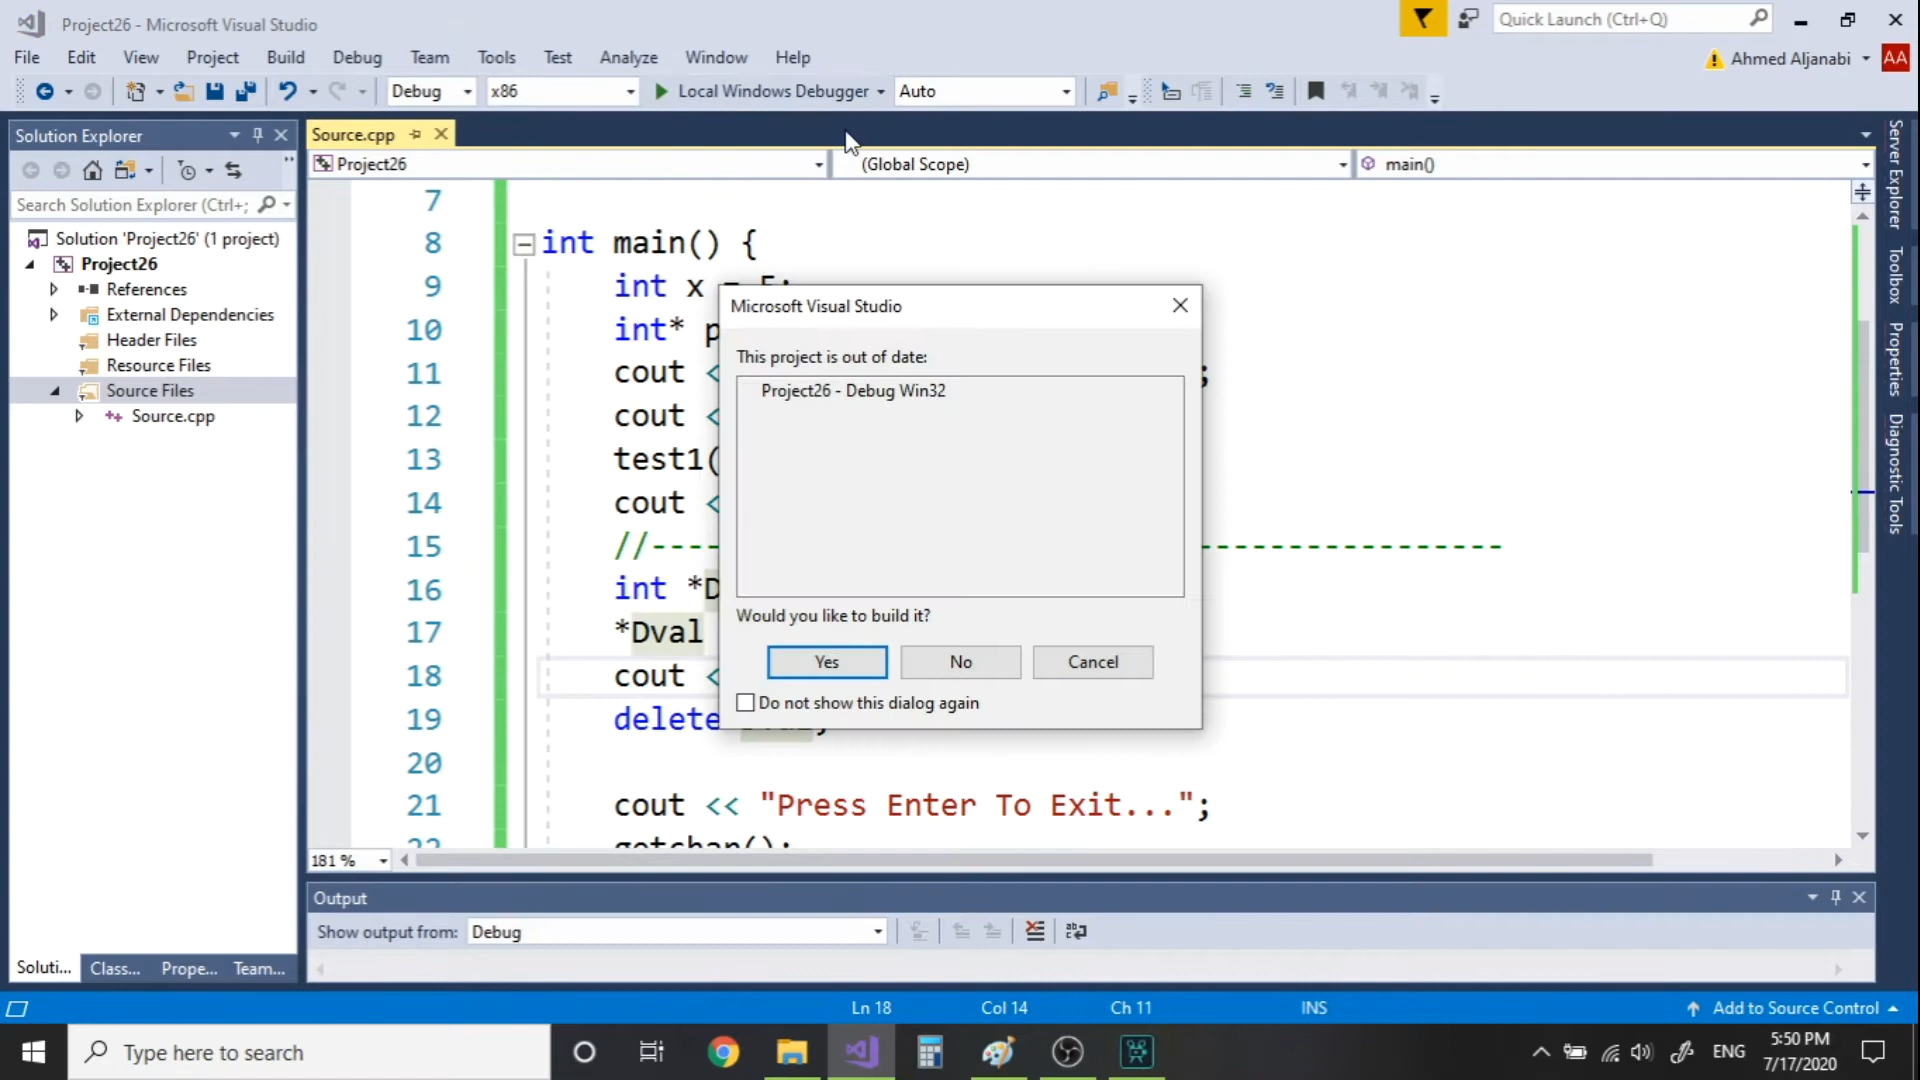 Project26 - Microsoft Visual Studio
Quick Launch (Ctrl+Q)
File Edit View Project Build Debug Team Tools Test Analyze Window Help
Ahmed Aljanabi AA
Debug x86 Local Windows Debugger Auto
Solution Explorer
Source.cpp
Project26 (Global Scope) main()
Search Solution Explorer (Ctrl+;
Solution 'Project26' (1 project)
Project26
References
External Dependencies
Header Files
Resource Files
Source Files
Source.cpp
7
8 int main() {
9 int x = 5;
10 int* p
11 cout < ;
12 cout <
13 test1(
14 cout <
15 //---- -----------------
16 int *D
17 *Dval
18 cout <
19 delete Dval;
20
21 cout << "Press Enter To Exit...";
22 getchar();
Microsoft Visual Studio
This project is out of date:
Project26 - Debug Win32
Would you like to build it?
Yes No Cancel
Do not show this dialog again
181 %
Output
Show output from: Debug
Soluti... Class... Prope... Team...
Server Explorer
Toolbox
Properties
Diagnostic Tools
Ln 18 Col 14 Ch 11 INS Add to Source Control
Type here to search
ENG
5:50 PM
7/17/2020